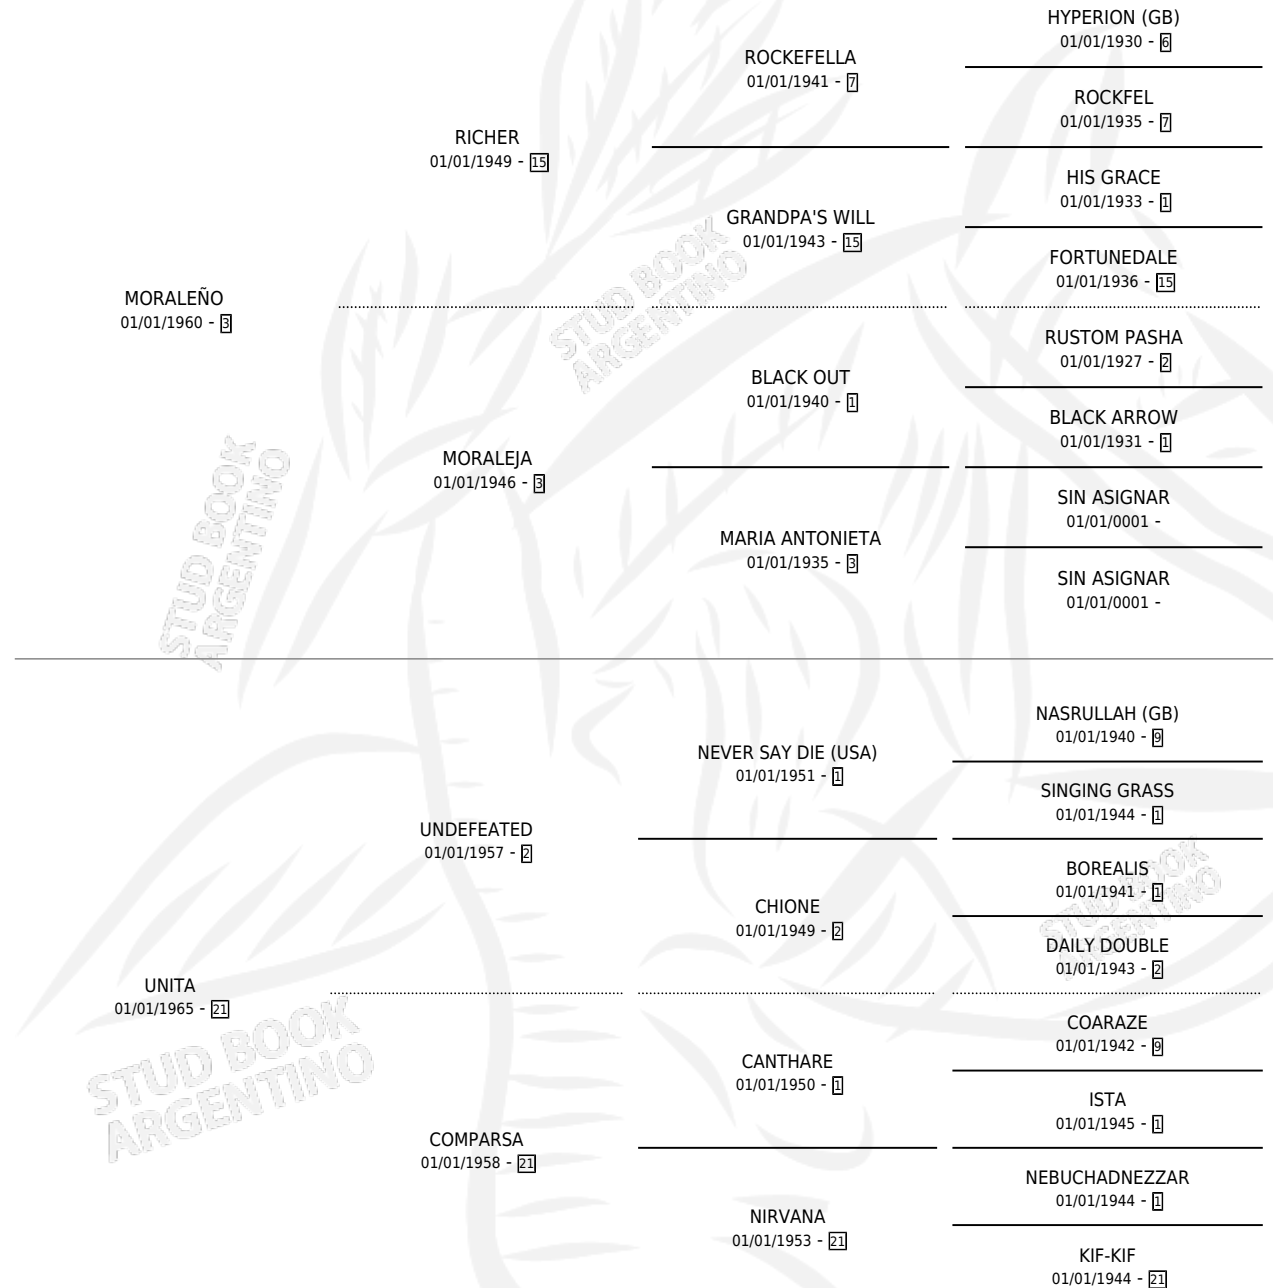 HYPERION (GB)
01/01/1930 - 6
ROCKEFELLA
01/01/1941 - 7
ROCKFEL
01/01/1935 - 7
RICHER
01/01/1949 - 15
HIS GRACE
01/01/1933 - 1
GRANDPA'S WILL
01/01/1943 - 15
FORTUNEDALE
01/01/1936 - 15
MORALEÑO
01/01/1960 - 3
RUSTOM PASHA
01/01/1927 - 2
BLACK OUT
01/01/1940 - 1
BLACK ARROW
01/01/1931 - 1
MORALEJA
01/01/1946 - 3
SIN ASIGNAR
01/01/0001 -
MARIA ANTONIETA
01/01/1935 - 3
SIN ASIGNAR
01/01/0001 -
STUD BOOK
ARGENTINO
STUD BOOK
ARGENTINO
NASRULLAH (GB)
01/01/1940 - 9
NEVER SAY DIE (USA)
01/01/1951 - 1
SINGING GRASS
01/01/1944 - 1
UNDEFEATED
01/01/1957 - 2
BOREALIS
01/01/1941 - 1
CHIONE
01/01/1949 - 2
DAILY DOUBLE
01/01/1943 - 2
UNITA
01/01/1965 - 21
COARAZE
01/01/1942 - 9
CANTHARE
01/01/1950 - 1
ISTA
01/01/1945 - 1
COMPARSA
01/01/1958 - 21
NEBUCHADNEZZAR
01/01/1944 - 1
NIRVANA
01/01/1953 - 21
KIF-KIF
01/01/1944 - 21
STUD BOOK
ARGENTINO
STUD BOOK
ARGENTINO